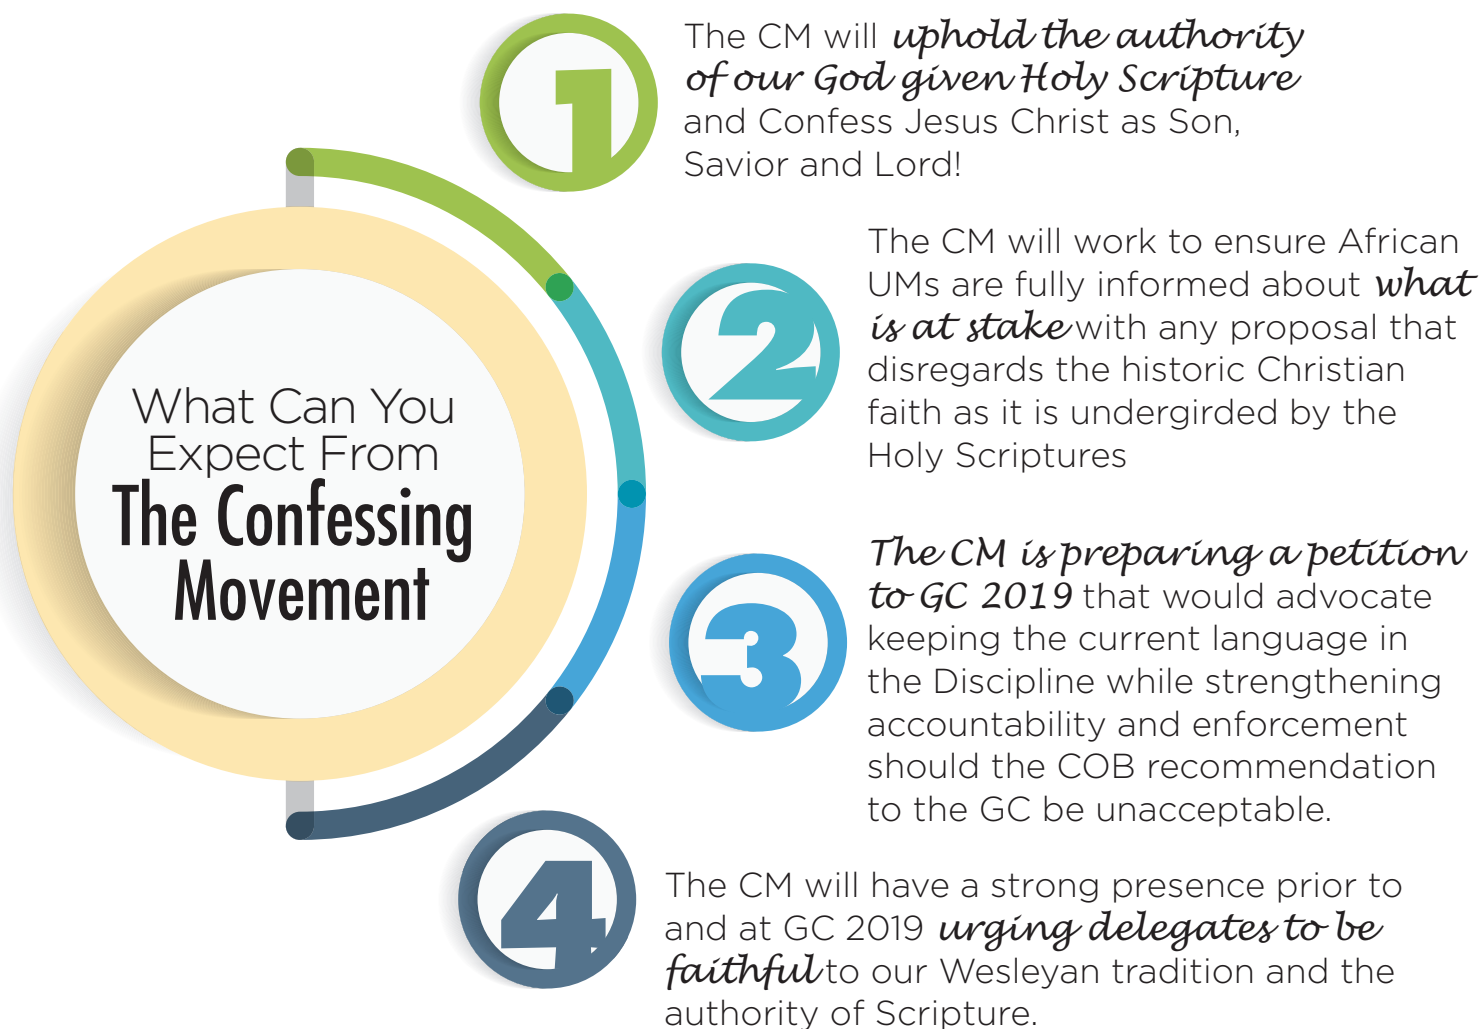 What Can You
Expect From
The Confessing
Movement
1
The CM will uphold the authority
of our God given Holy Scripture
and Confess Jesus Christ as Son,
Savior and Lord!
2
The CM will work to ensure African
UMs are fully informed about what
is at stake with any proposal that
disregards the historic Christian
faith as it is undergirded by the
Holy Scriptures
3
The CM is preparing a petition
to GC 2019 that would advocate
keeping the current language in
the Discipline while strengthening
accountability and enforcement
should the COB recommendation
to the GC be unacceptable.
4
The CM will have a strong presence prior to
and at GC 2019 urging delegates to be
faithful to our Wesleyan tradition and the
authority of Scripture.